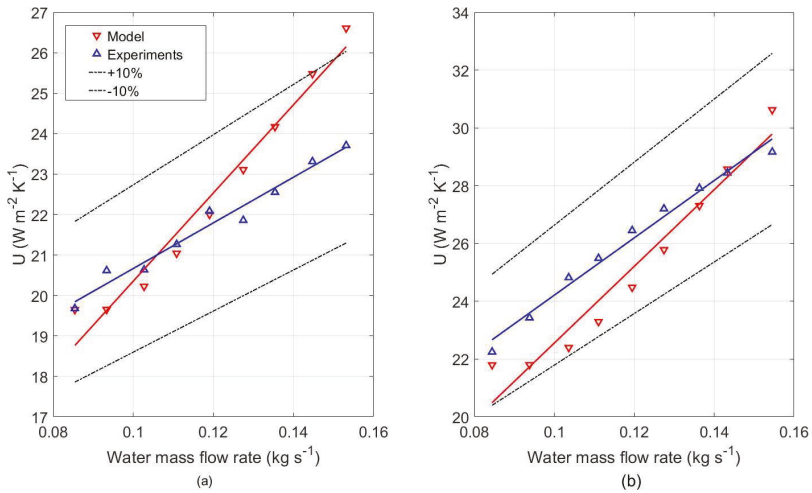 27
26
25
24
23
22
21
20
19
18
17
U (W m⁻² K⁻¹)
Model
Experiments
+10%
-10%
0.08 0.1 0.12 0.14 0.16
Water mass flow rate (kg s⁻¹)
(a)
34
32
30
28
26
24
22
20
U (W m⁻² K⁻¹)
0.08 0.1 0.12 0.14 0.16
Water mass flow rate (kg s⁻¹)
(b)